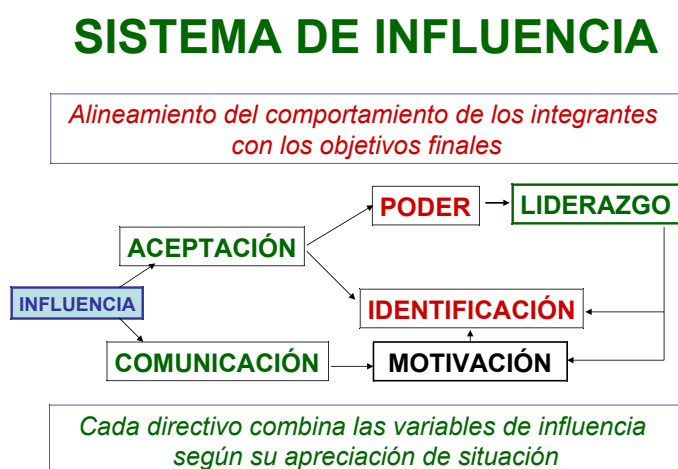 SISTEMA DE INFLUENCIA
Alineamiento del comportamiento de los integrantes
con los objetivos finales
PODER
LIDERAZGO
ACEPTACIÓN
INFLUENCIA
IDENTIFICACIÓN
COMUNICACIÓN
MOTIVACIÓN
Cada directivo combina las variables de influencia
según su apreciación de situación